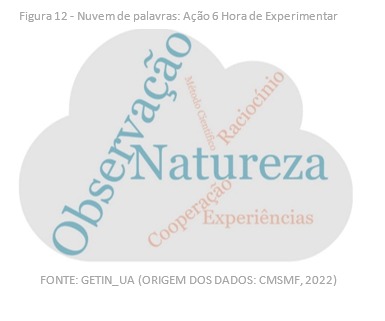 Figura 12 - Nuvem de palavras: Ação 6 Hora de Experimentar
Observação
Método Científico
Raciocínio
Natureza
Cooperação
Experiências
FONTE: GETIN_UA (ORIGEM DOS DADOS: CMSMF, 2022)